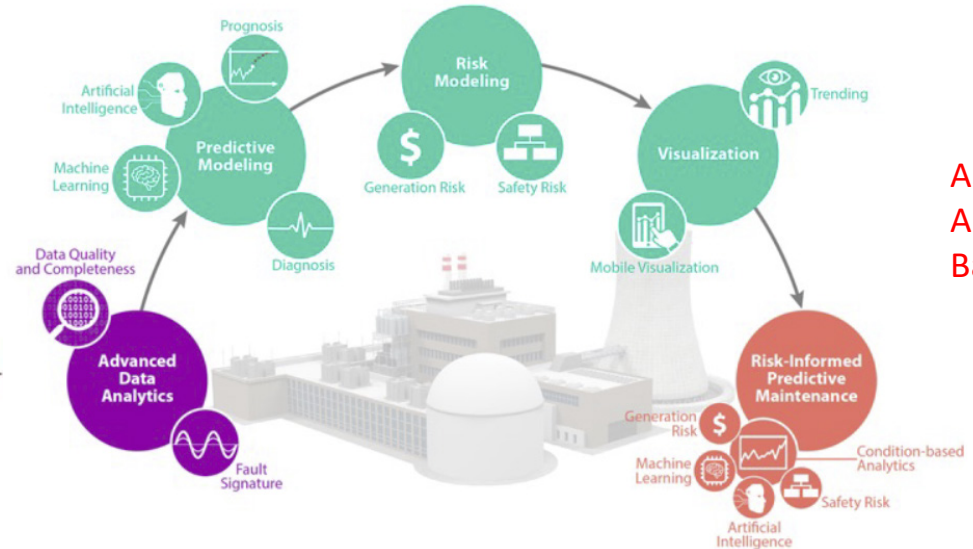 Prognosis
Artificial
Intelligence
Machine
Learning
Predictive
Modeling
Diagnosis
Risk
Modeling
Generation Risk
Safety Risk
Visualization
Trending
Mobile Visualization
Data Quality
and Completeness
Advanced
Data
Analytics
Fault
Signature
Risk-Informed
Predictive
Maintenance
Generation
Risk
Machine
Learning
Artificial
Intelligence
Safety Risk
Condition-based
Analytics
A
A